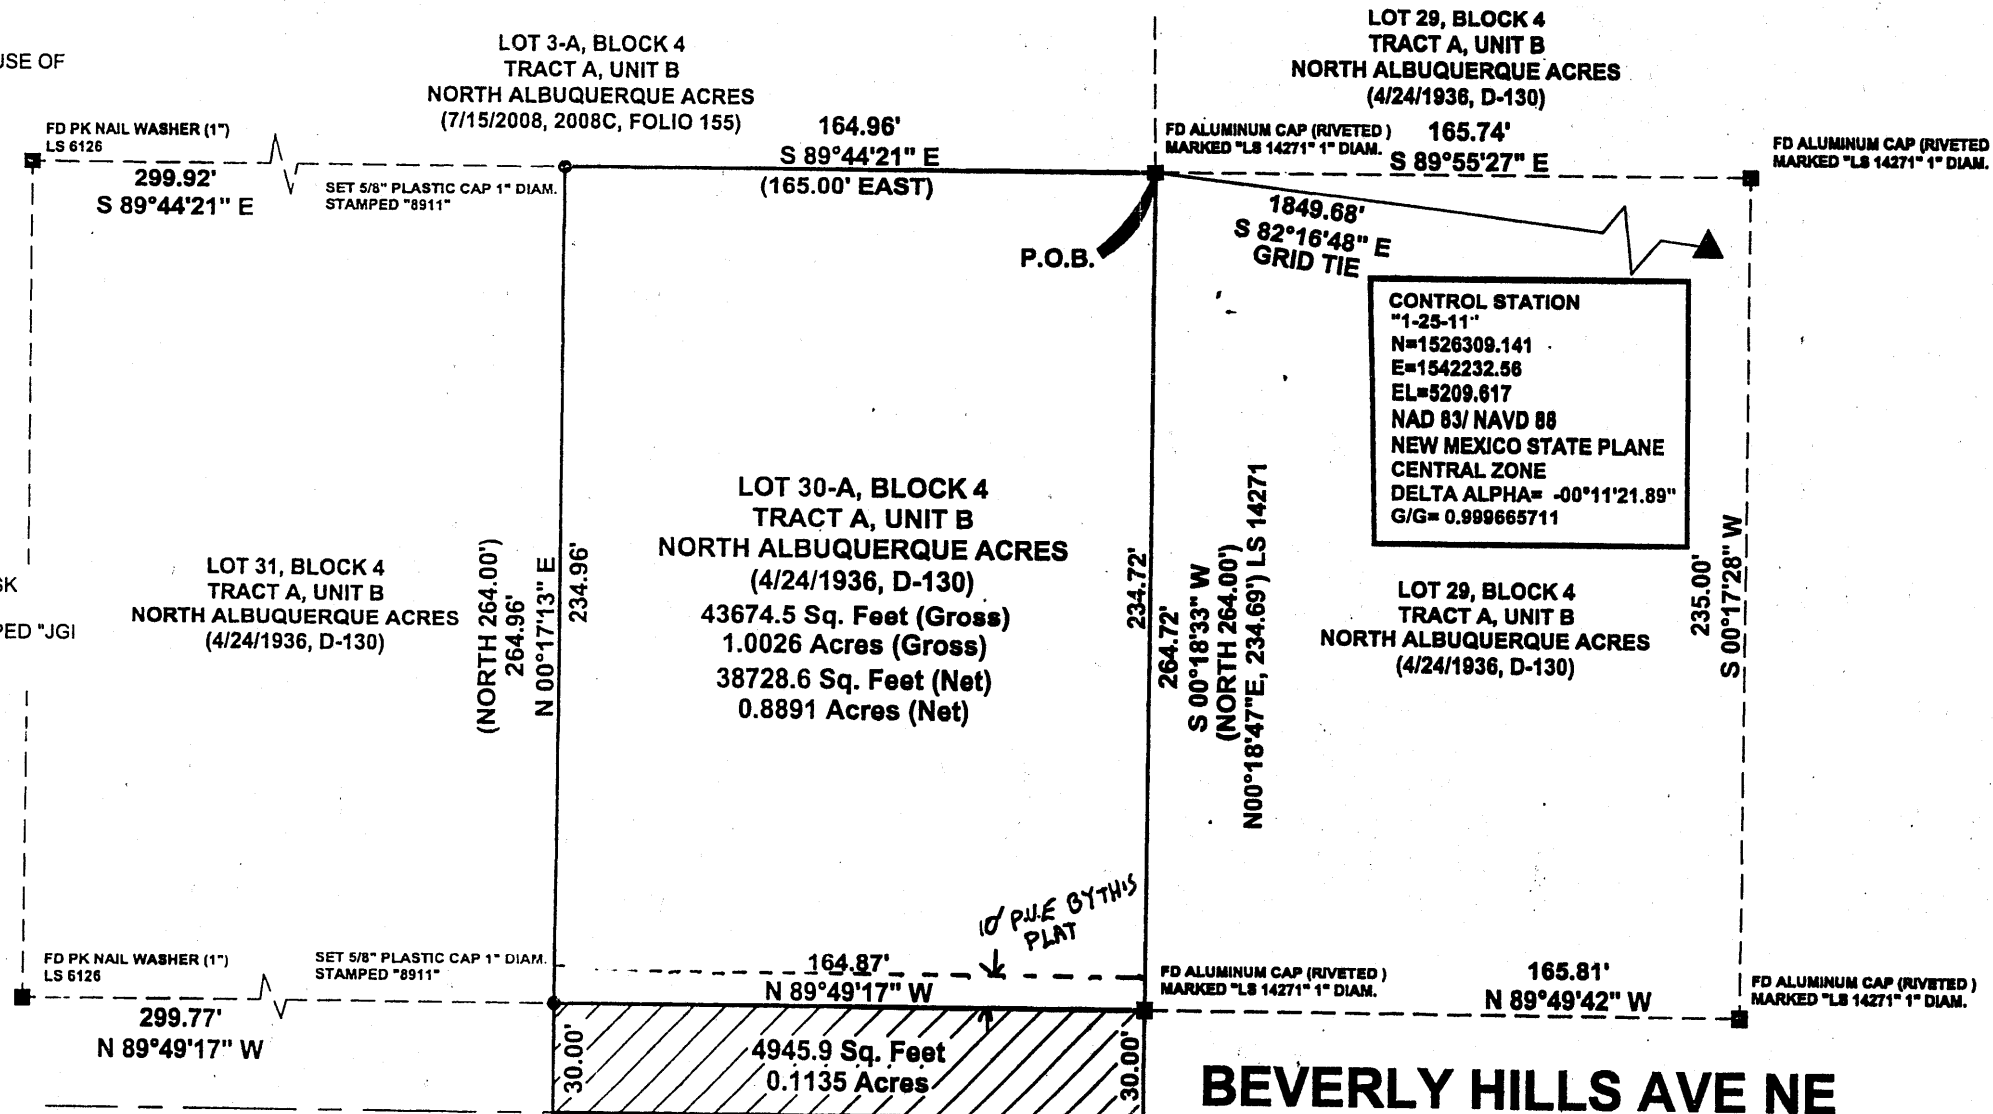 USE OF
LOT 3-A, BLOCK 4
TRACT A, UNIT B
NORTH ALBUQUERQUE ACRES
(7/15/2008, 2008C, FOLIO 155)
LOT 29, BLOCK 4
TRACT A, UNIT B
NORTH ALBUQUERQUE ACRES
(4/24/1936, D-130)
FD PK NAIL WASHER (1")
LS 6126
299.92'
S 89°44'21" E
SET 5/8" PLASTIC CAP 1" DIAM.
STAMPED "8911"
164.96'
S 89°44'21" E
(165.00' EAST)
FD ALUMINUM CAP (RIVETED )
MARKED "LS 14271" 1" DIAM.
165.74'
S 89°55'27" E
FD ALUMINUM CAP (RIVETED
MARKED "LS 14271" 1" DIAM.
P.O.B.
1849.68'
S 82°16'48" E
GRID TIE
CONTROL STATION
"1-25-11"
N=1526309.141
E=1542232.56
EL=5209.617
NAD 83/ NAVD 88
NEW MEXICO STATE PLANE
CENTRAL ZONE
DELTA ALPHA= -00°11'21.89"
G/G= 0.999665711
SK
PED "JGI
LOT 31, BLOCK 4
TRACT A, UNIT B
NORTH ALBUQUERQUE ACRES
(4/24/1936, D-130)
(NORTH 264.00')
264.96'
N 00°17'13" E
234.96'
LOT 30-A, BLOCK 4
TRACT A, UNIT B
NORTH ALBUQUERQUE ACRES
(4/24/1936, D-130)
43674.5 Sq. Feet (Gross)
1.0026 Acres (Gross)
38728.6 Sq. Feet (Net)
0.8891 Acres (Net)
234.72'
264.72'
S 00°18'33" W
(NORTH 264.00')
N00°18'47"E, 234.69') LS 14271
LOT 29, BLOCK 4
TRACT A, UNIT B
NORTH ALBUQUERQUE ACRES
(4/24/1936, D-130)
235.00'
S 00°17'28" W
10' P.U.E BY THIS
PLAT
FD PK NAIL WASHER (1")
LS 6126
299.77'
N 89°49'17" W
SET 5/8" PLASTIC CAP 1" DIAM.
STAMPED "8911"
164.87'
N 89°49'17" W
FD ALUMINUM CAP (RIVETED )
MARKED "LS 14271" 1" DIAM.
165.81'
N 89°49'42" W
FD ALUMINUM CAP (RIVETED )
MARKED "LS 14271" 1" DIAM.
30.00'
4945.9 Sq. Feet
0.1135 Acres
30.00'
BEVERLY HILLS AVE NE